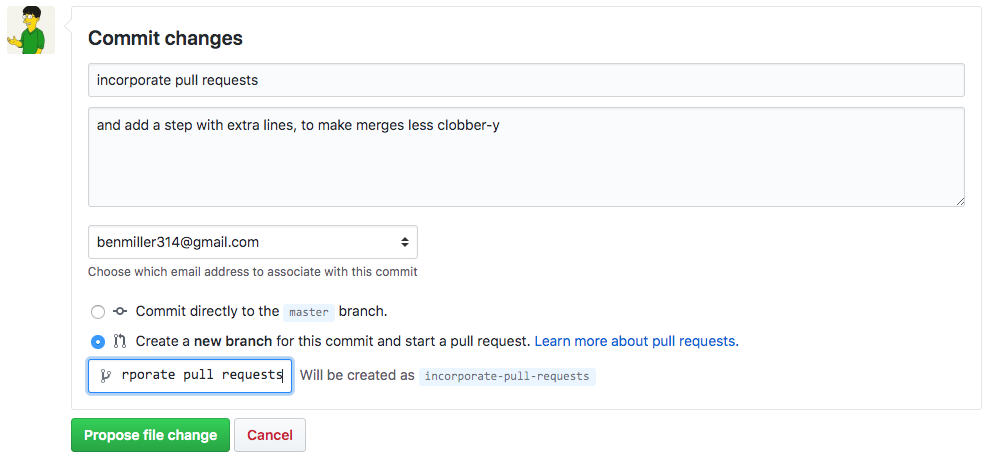 Commit changes
incorporate pull requests
and add a step with extra lines, to make merges less clobber-y
benmiller314@gmail.com
Choose which email address to associate with this commit
Commit directly to the master branch.
Create a new branch for this commit and start a pull request. Learn more about pull requests.
rporate pull requests Will be created as incorporate-pull-requests
Propose file change Cancel